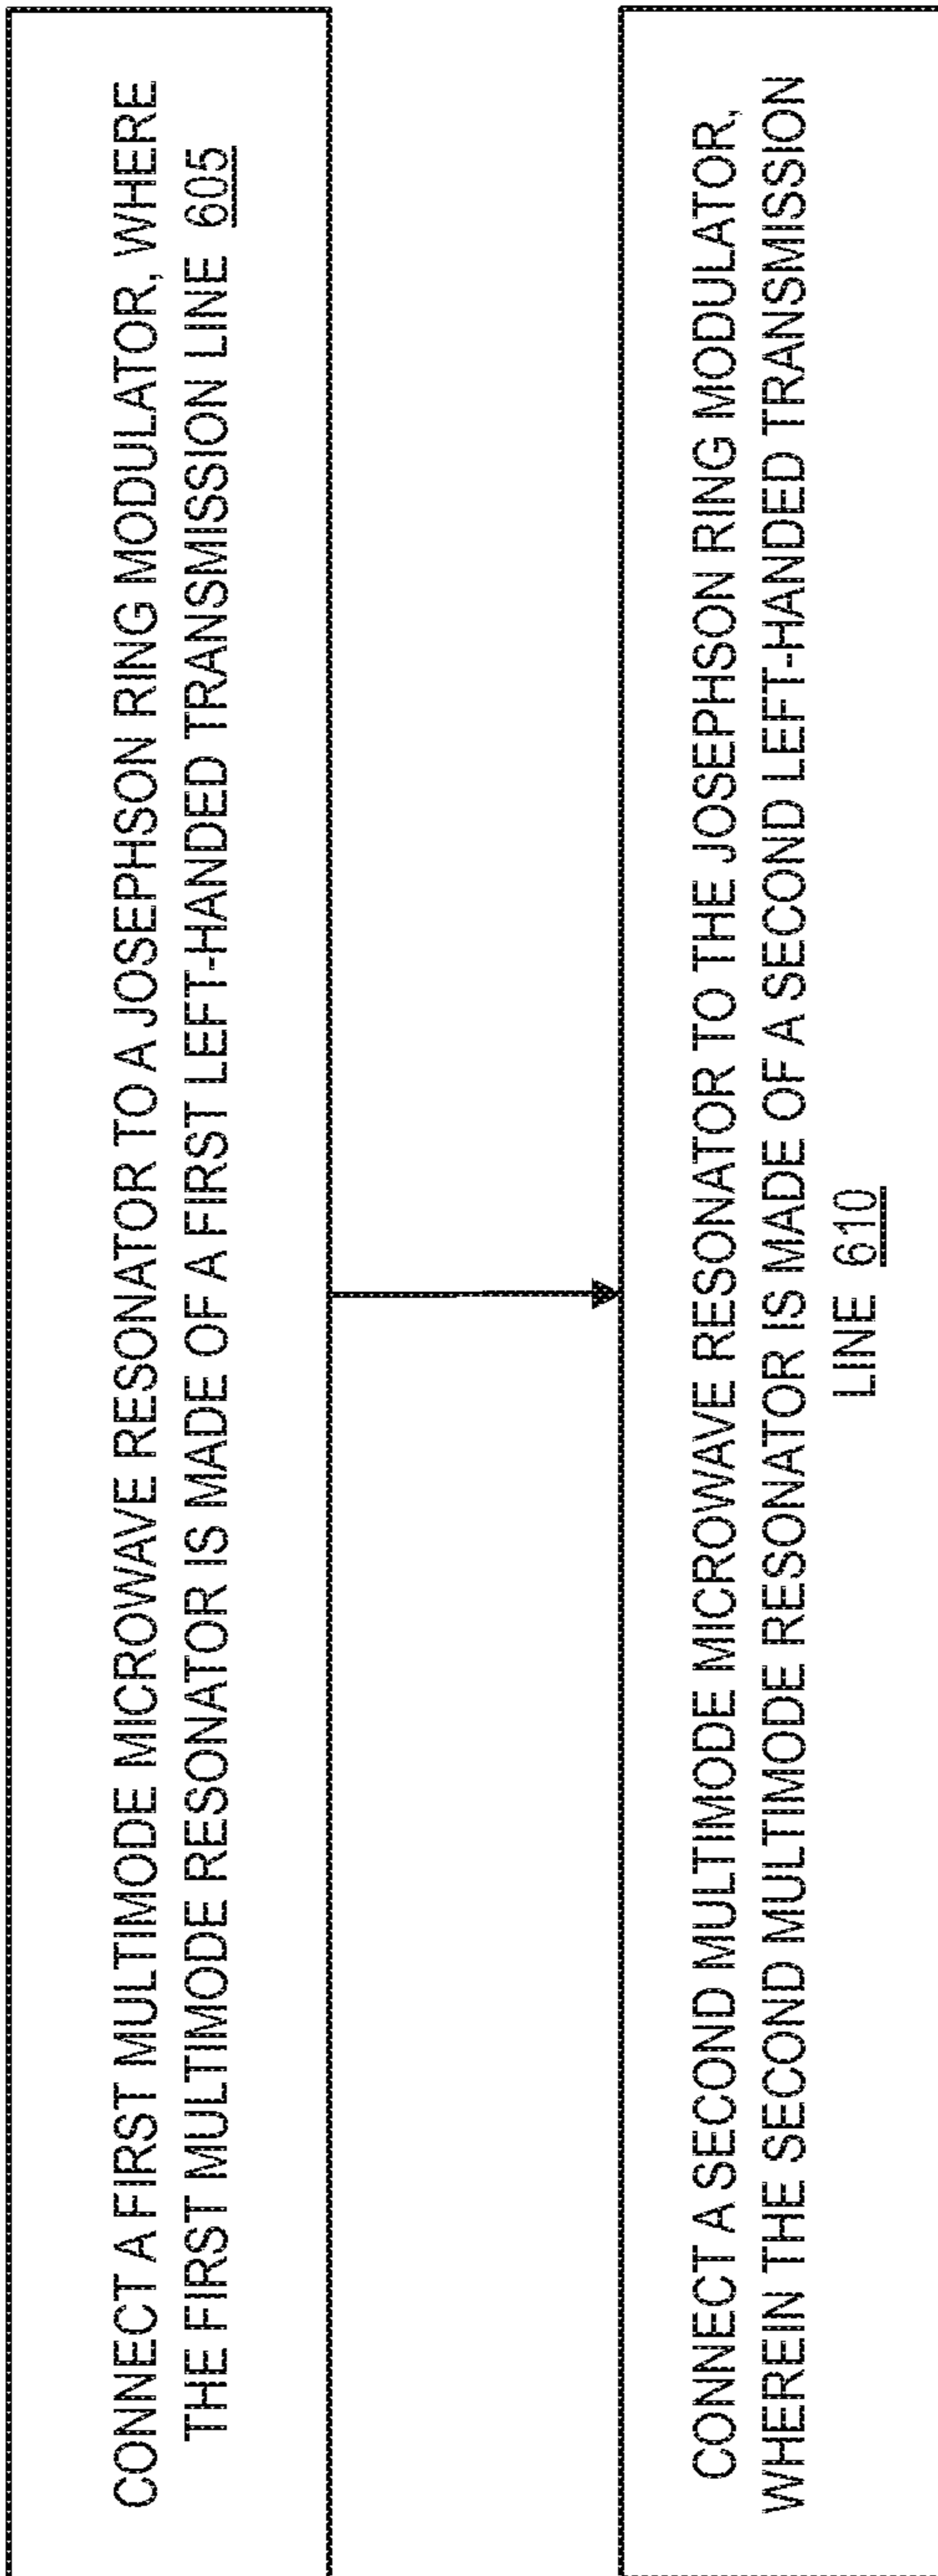 CONNECT A FIRST MULTIMODE MICROWAVE RESONATOR TO A JOSEPHSON RING MODULATOR, WHERE
THE FIRST MULTIMODE RESONATOR IS MADE OF A FIRST LEFT-HANDED TRANSMISSION LINE 605
CONNECT A SECOND MULTIMODE MICROWAVE RESONATOR TO THE JOSEPHSON RING MODULATOR,
WHEREIN THE SECOND MULTIMODE RESONATOR IS MADE OF A SECOND LEFT-HANDED TRANSMISSION
LINE 610